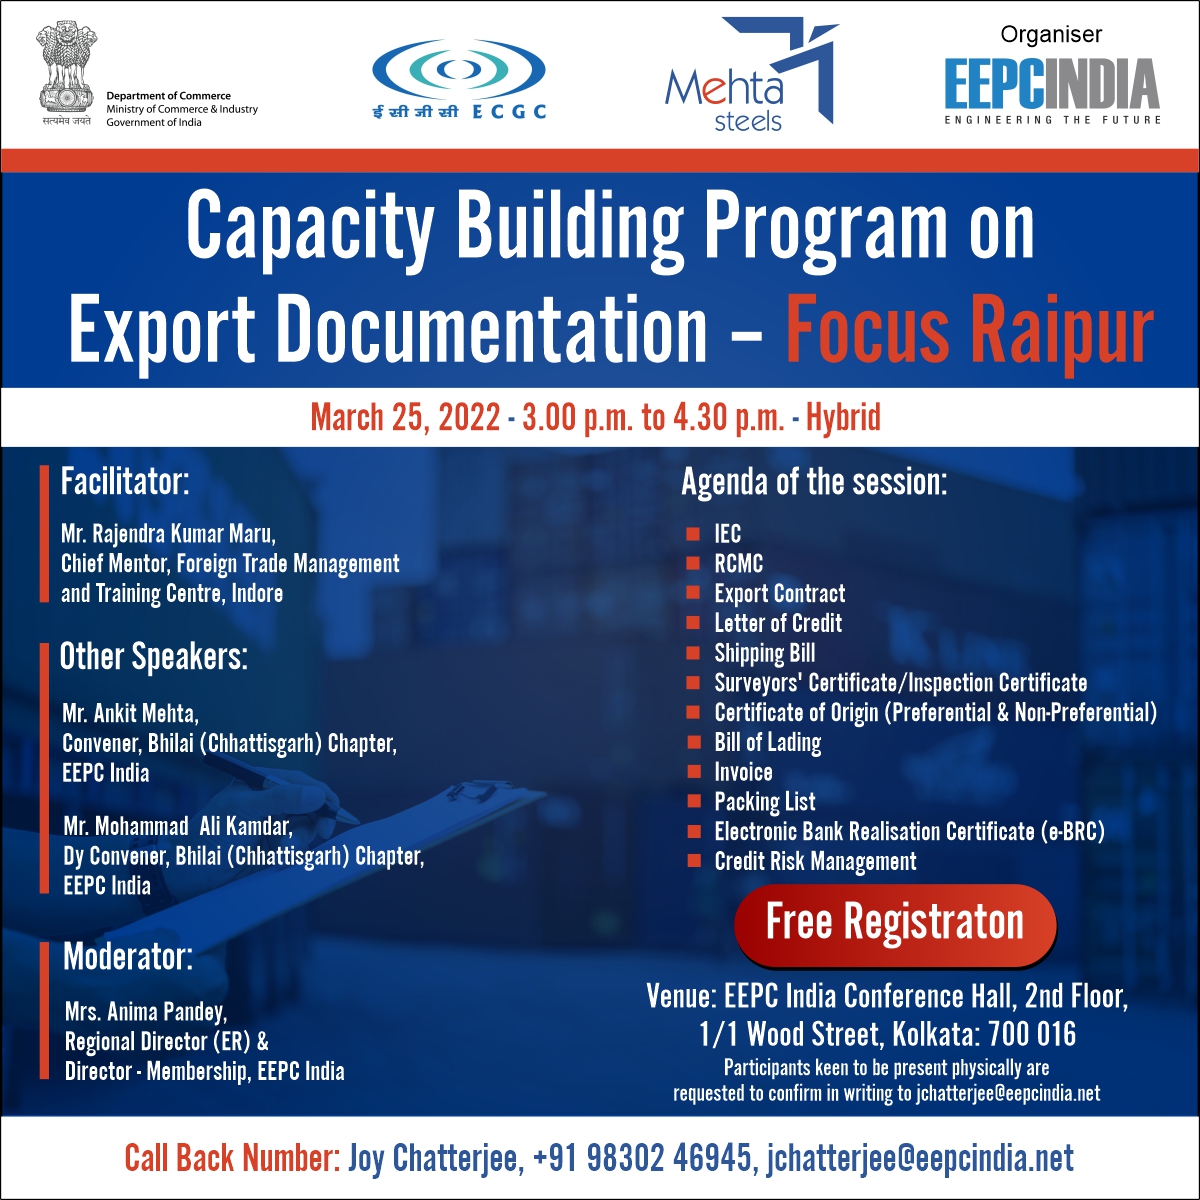 सत्यमेव जयते
Department of Commerce
Ministry of Commerce & Industry
Government of India
ई सी जी सी E C G C
Mehta
steels
Organiser
EEPCINDIA
ENGINEERING THE FUTURE
Capacity Building Program on
Export Documentation – Focus Raipur
March 25, 2022 - 3.00 p.m. to 4.30 p.m. - Hybrid
Facilitator:
Mr. Rajendra Kumar Maru,
Chief Mentor, Foreign Trade Management
and Training Centre, Indore
Other Speakers:
Mr. Ankit Mehta,
Convener, Bhilai (Chhattisgarh) Chapter,
EEPC India
Mr. Mohammad Ali Kamdar,
Dy Convener, Bhilai (Chhattisgarh) Chapter,
EEPC India
Moderator:
Mrs. Anima Pandey,
Regional Director (ER) &
Director - Membership, EEPC India
Agenda of the session:
IEC
RCMC
Export Contract
Letter of Credit
Shipping Bill
Surveyors' Certificate/Inspection Certificate
Certificate of Origin (Preferential & Non-Preferential)
Bill of Lading
Invoice
Packing List
Electronic Bank Realisation Certificate (e-BRC)
Credit Risk Management
Free Registraton
Venue: EEPC India Conference Hall, 2nd Floor,
1/1 Wood Street, Kolkata: 700 016
Participants keen to be present physically are
requested to confirm in writing to jchatterjee@eepcindia.net
Call Back Number: Joy Chatterjee, +91 98302 46945, jchatterjee@eepcindia.net